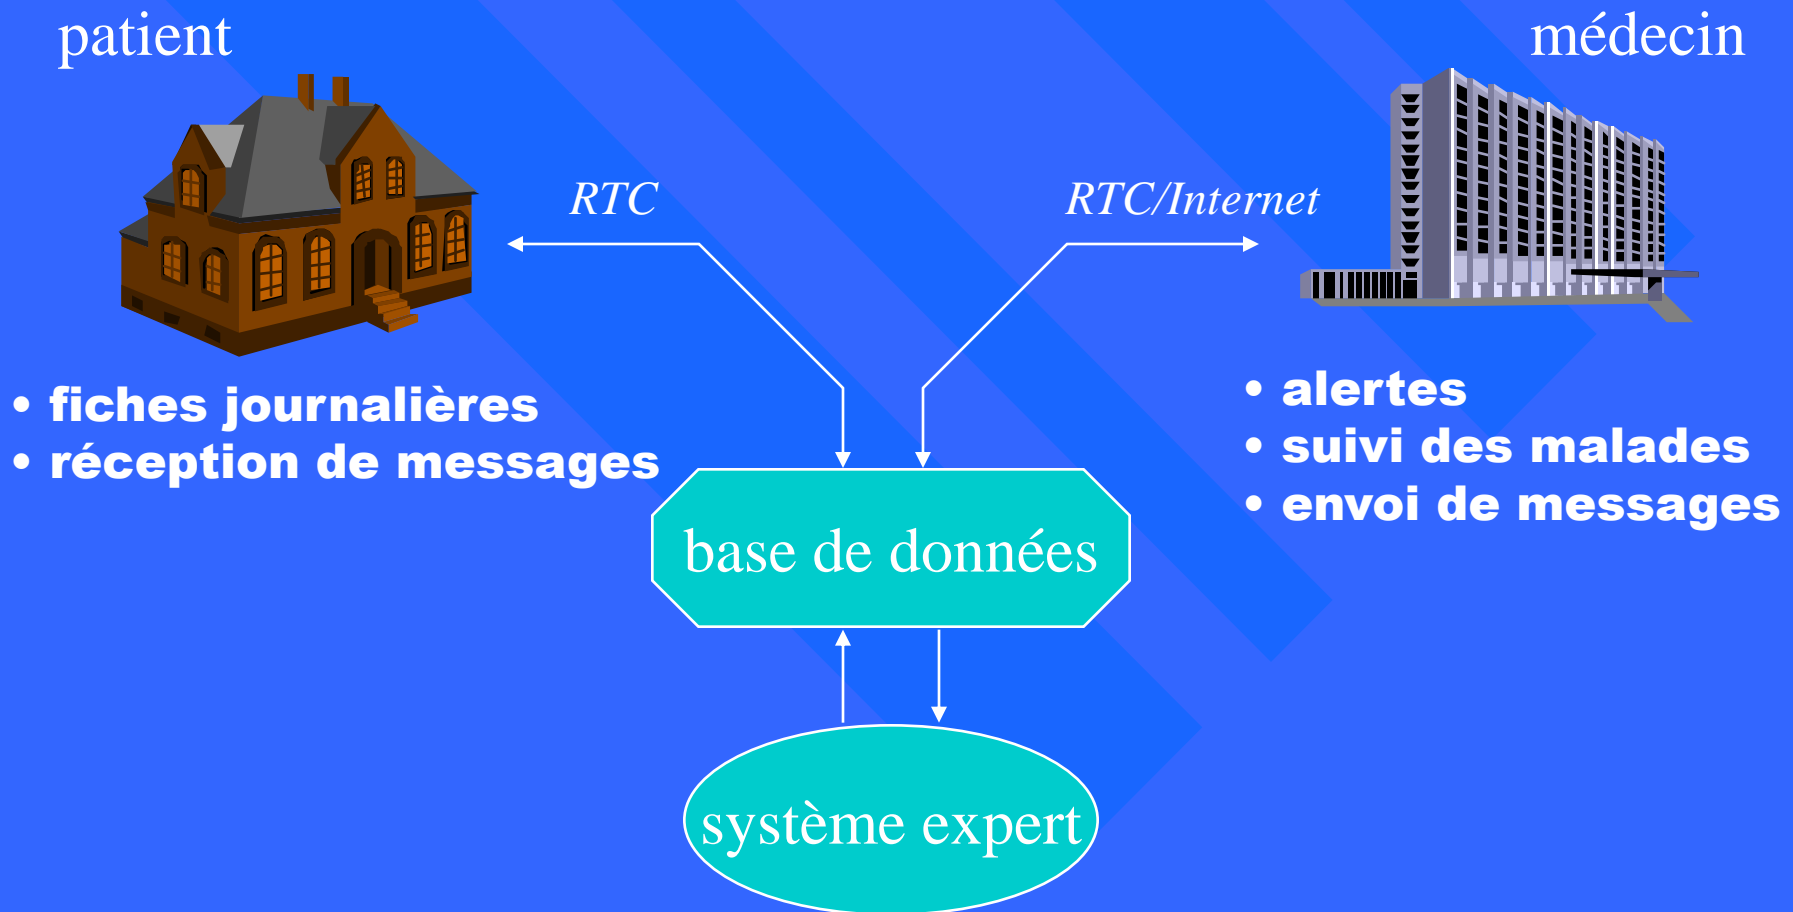 patient
médecin
RTC
RTC/Internet
• fiches journalières
• réception de messages
• alertes
• suivi des malades
• envoi de messages
base de données
système expert